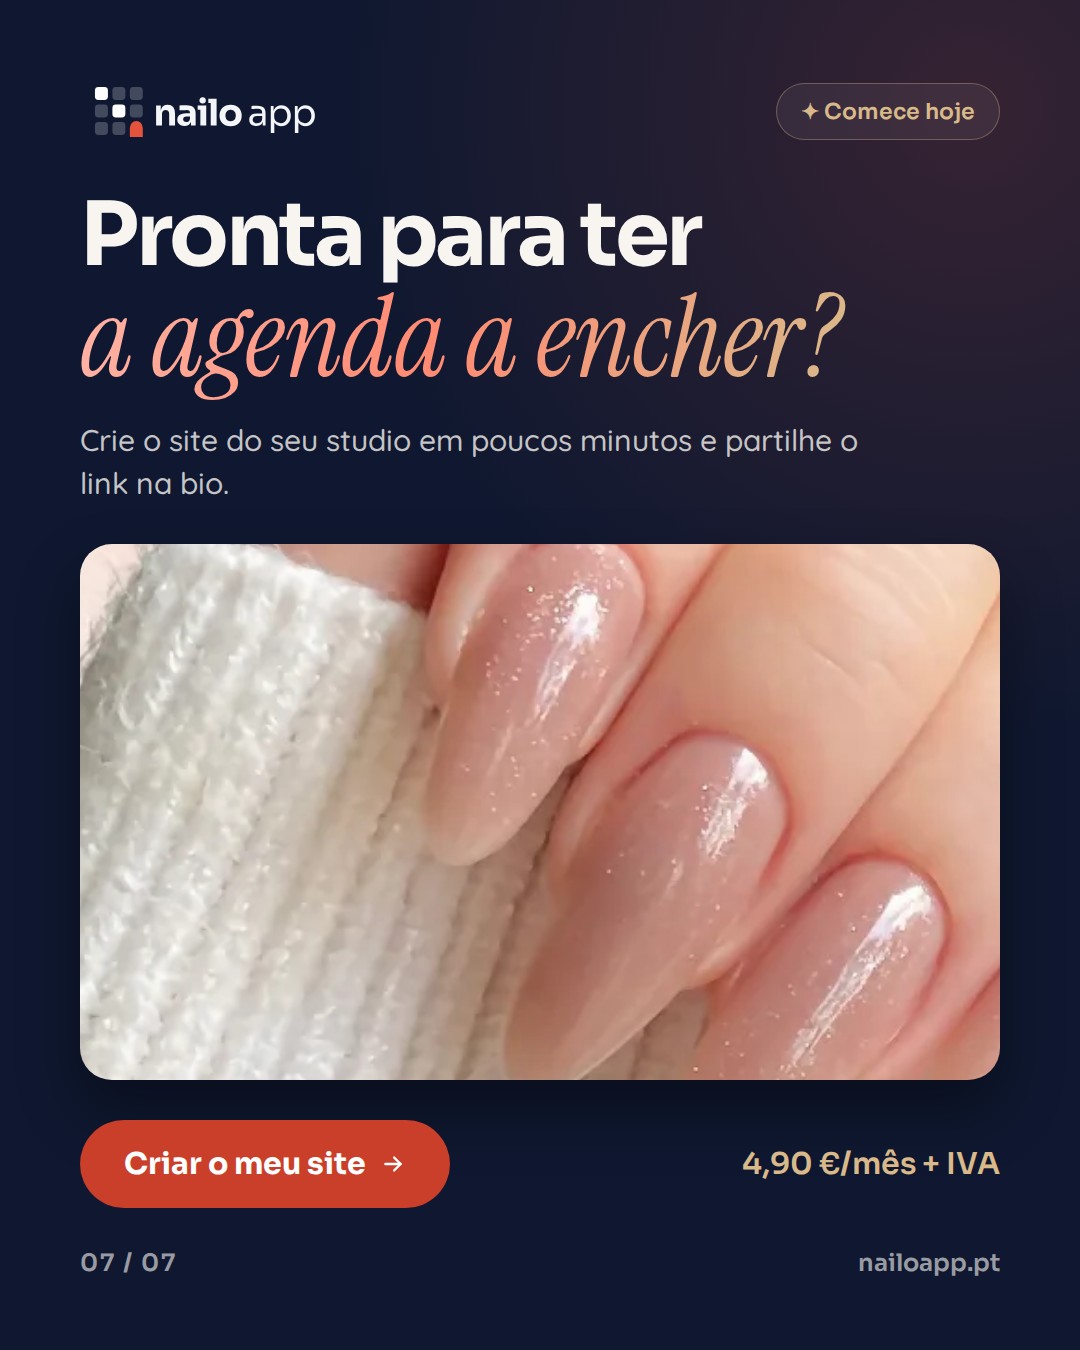 nailo app
✦ Comece hoje
Pronta para ter
a agenda a encher?
Crie o site do seu studio em poucos minutos e partilhe o
link na bio.
Criar o meu site →
4,90 €/mês + IVA
07 / 07
nailoapp.pt